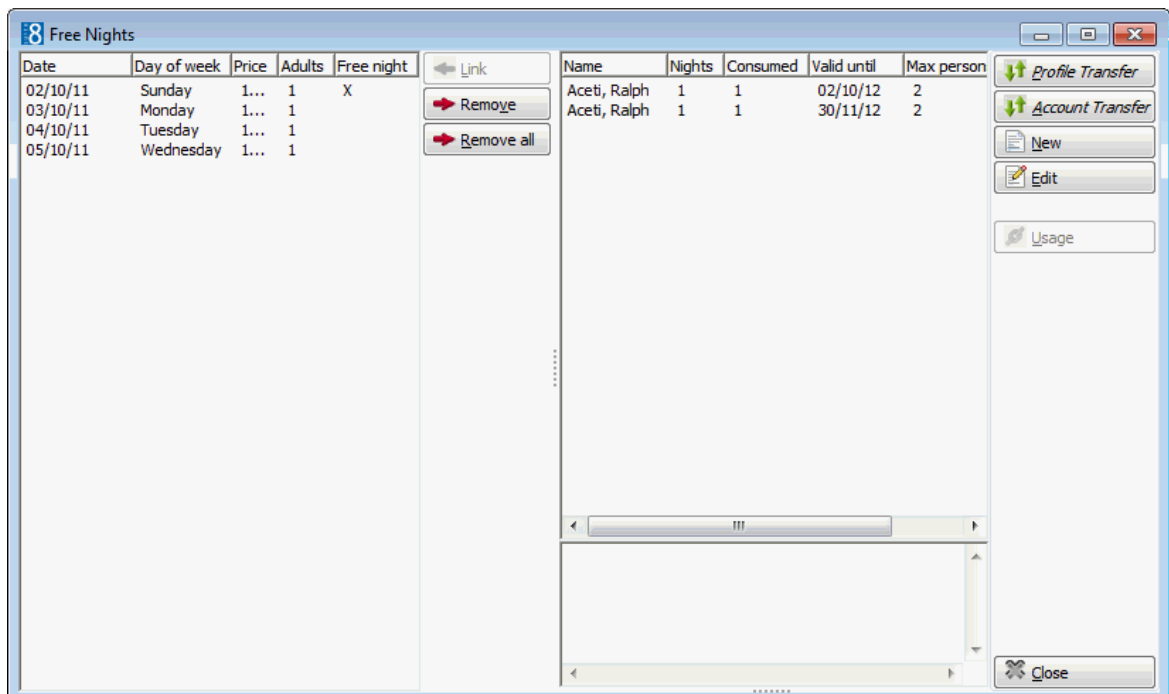 8 Free Nights
Date Day of week Price Adults Free night
02/10/11 Sunday 1... 1 X
03/10/11 Monday 1... 1
04/10/11 Tuesday 1... 1
05/10/11 Wednesday 1... 1
Link
Remove
Remove all
Name Nights Consumed Valid until Max person
Aceti, Ralph 1 1 02/10/12 2
Aceti, Ralph 1 1 30/11/12 2
Profile Transfer
Account Transfer
New
Edit
Usage
Close